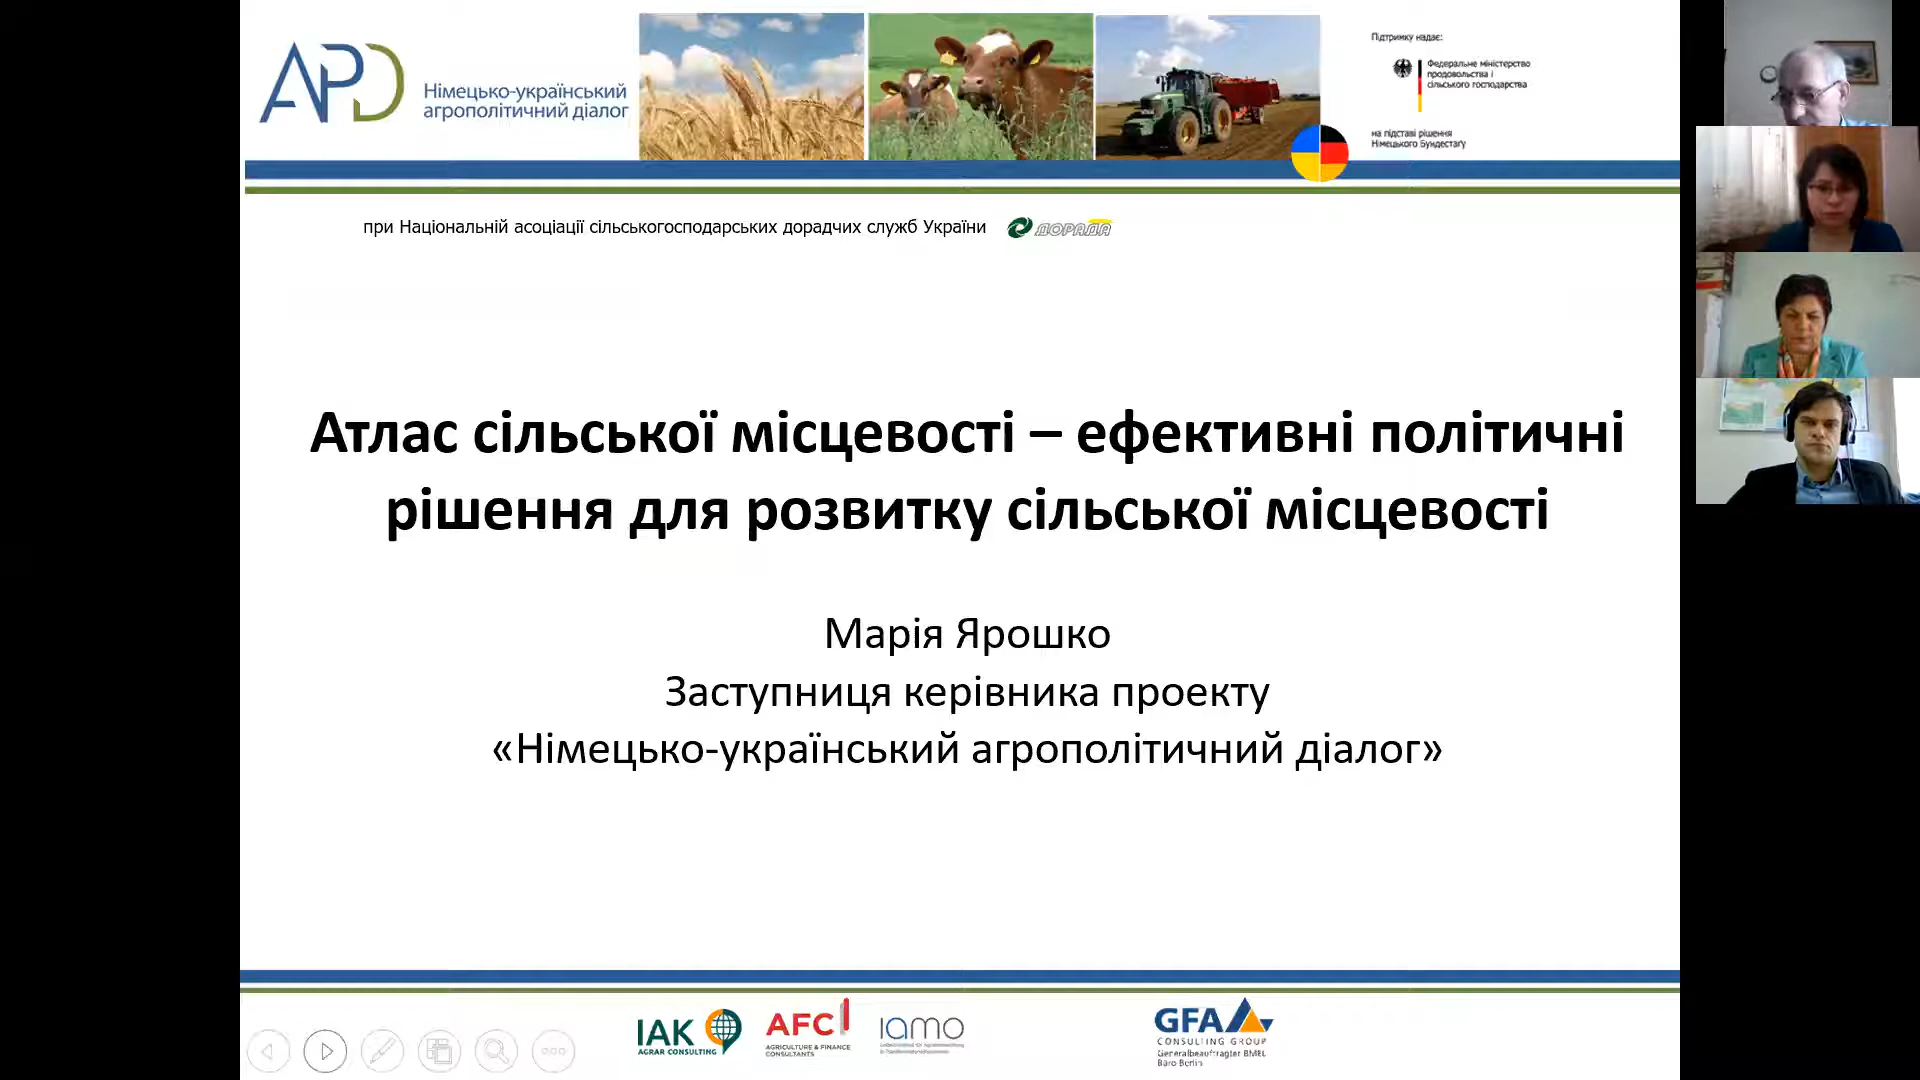 APD
Німецько-український
агрополітичний діалог
Підтримку надає:
Федеральне міністерство
продовольства і
сільського господарства
на підставі рішення
Німецького Бундестагу
при Національній асоціації сільськогосподарських дорадчих служб України
ДОРАДА
Атлас сільської місцевості – ефективні політичні
рішення для розвитку сільської місцевості
Марія Ярошко
Заступниця керівника проекту
«Німецько-український агрополітичний діалог»
IAK
AGRAR CONSULTING
AFC
AGRICULTURE & FINANCE
CONSULTANTS
iamo
GFA
CONSULTING GROUP
Generalbeauftragter BMEL
Büro Berlin